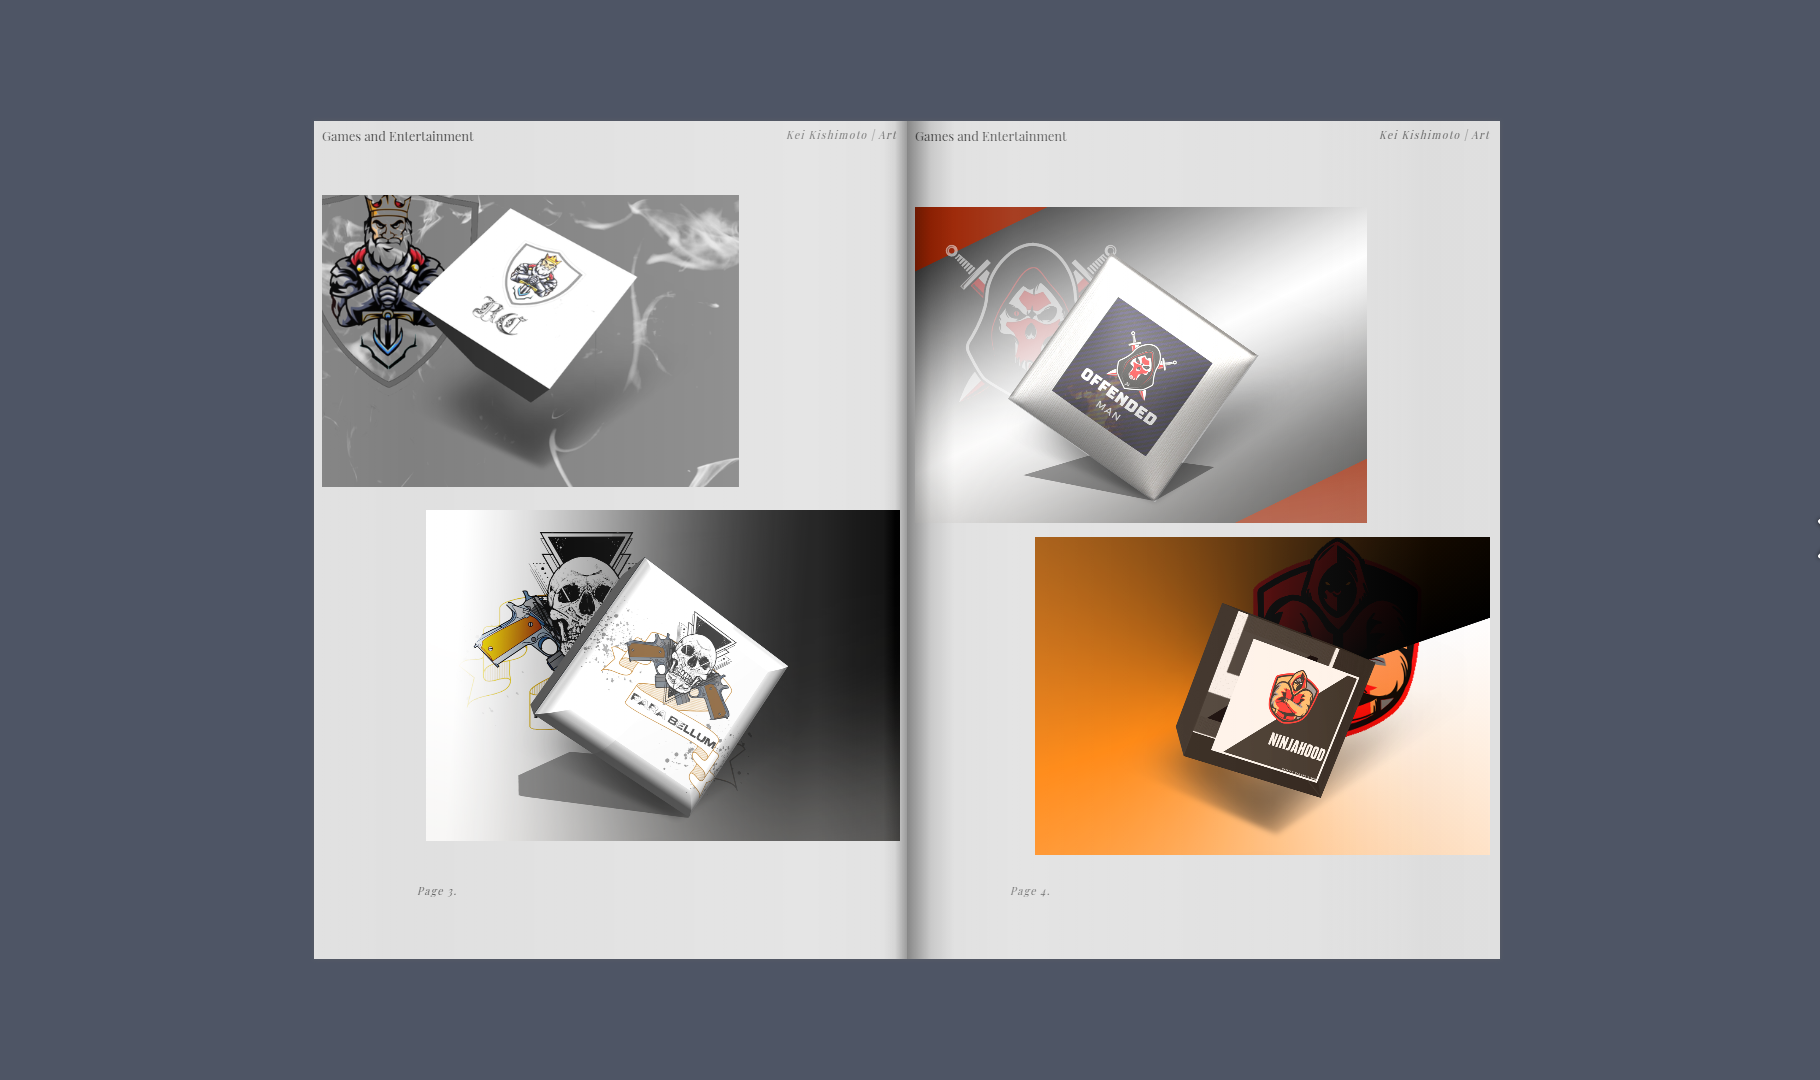 Games and Entertainment
Kei Kishimoto | Art
BC
PARA BELLUM
Page 3.
Games and Entertainment
Kei Kishimoto | Art
OFFENDED
MAN
NINJAHOOD
Page 4.